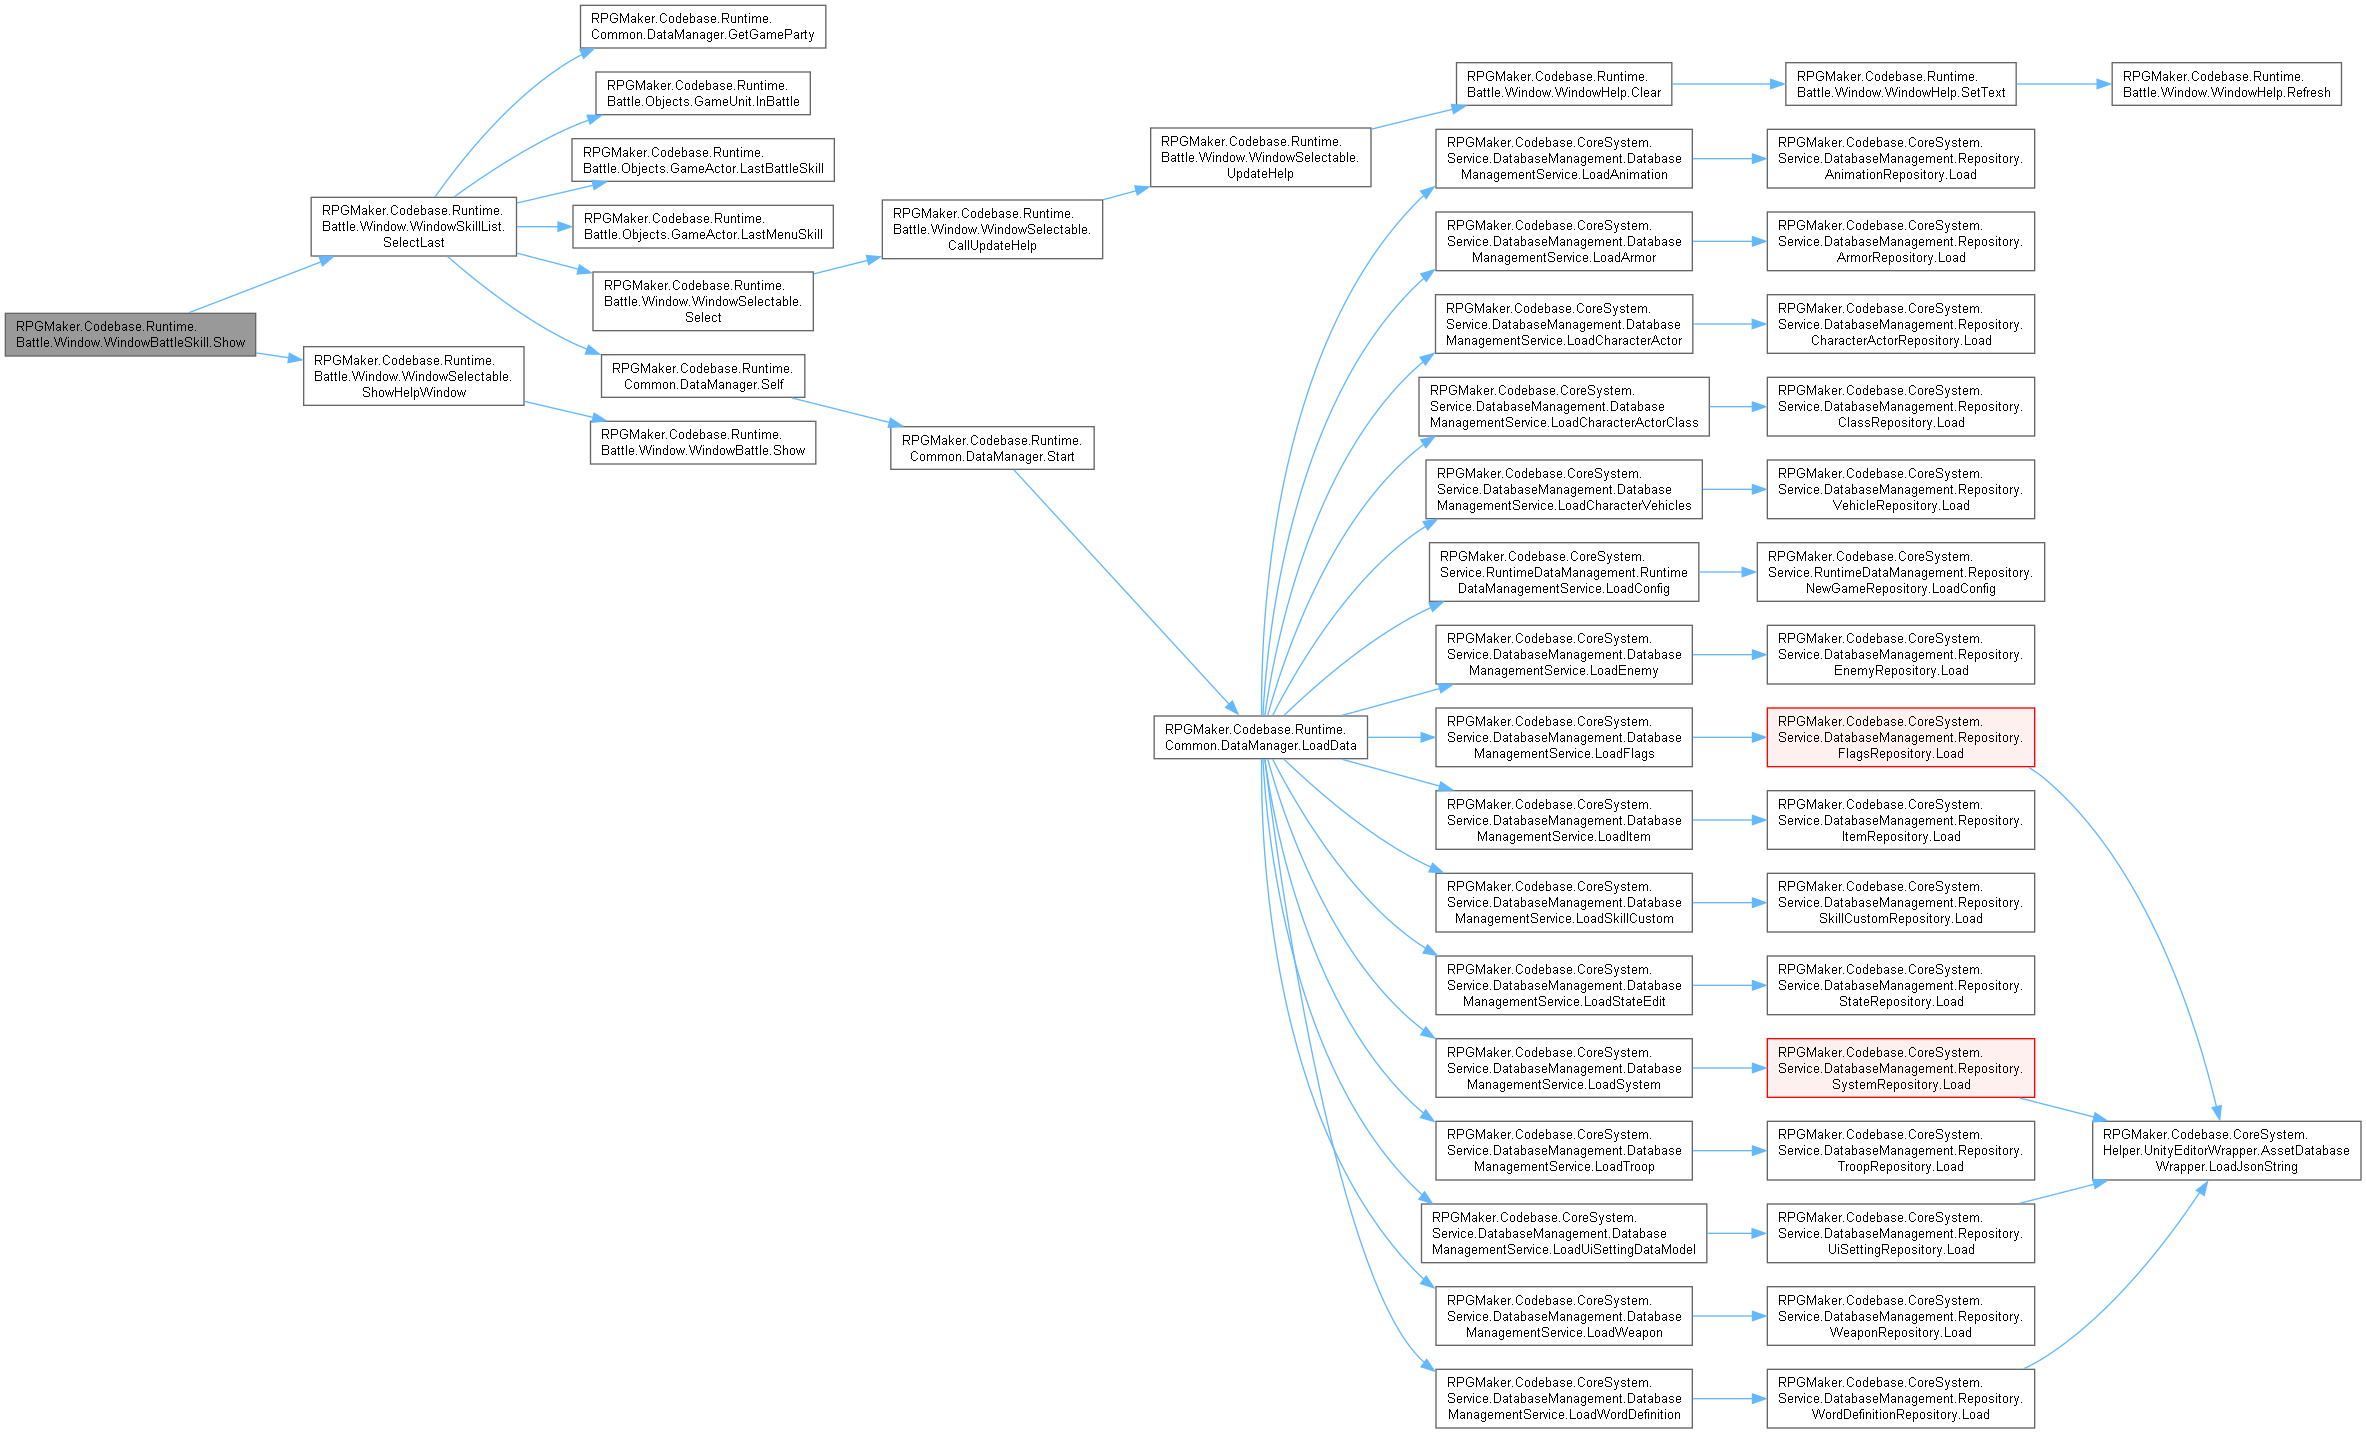 RPGMaker.Codebase.Runtime.
Battle.Window.WindowBattleSkill.Show
RPGMaker.Codebase.Runtime.
Battle.Window.WindowSkillList.
SelectLast
RPGMaker.Codebase.Runtime.
Battle.Window.WindowSelectable.
ShowHelpWindow
RPGMaker.Codebase.Runtime.
Common.DataManager.GetGameParty
RPGMaker.Codebase.Runtime.
Battle.Objects.GameUnit.InBattle
RPGMaker.Codebase.Runtime.
Battle.Objects.GameActor.LastBattleSkill
RPGMaker.Codebase.Runtime.
Battle.Objects.GameActor.LastMenuSkill
RPGMaker.Codebase.Runtime.
Battle.Window.WindowSelectable.
Select
RPGMaker.Codebase.Runtime.
Common.DataManager.Self
RPGMaker.Codebase.Runtime.
Battle.Window.WindowBattle.Show
RPGMaker.Codebase.Runtime.
Battle.Window.WindowSelectable.
CallUpdateHelp
RPGMaker.Codebase.Runtime.
Common.DataManager.Start
RPGMaker.Codebase.Runtime.
Battle.Window.WindowSelectable.
UpdateHelp
RPGMaker.Codebase.Runtime.
Common.DataManager.LoadData
RPGMaker.Codebase.Runtime.
Battle.Window.WindowHelp.Clear
RPGMaker.Codebase.Runtime.
Battle.Window.WindowHelp.SetText
RPGMaker.Codebase.Runtime.
Battle.Window.WindowHelp.Refresh
RPGMaker.Codebase.CoreSystem.
Service.DatabaseManagement.Database
ManagementService.LoadAnimation
RPGMaker.Codebase.CoreSystem.
Service.DatabaseManagement.Repository.
AnimationRepository.Load
RPGMaker.Codebase.CoreSystem.
Service.DatabaseManagement.Database
ManagementService.LoadArmor
RPGMaker.Codebase.CoreSystem.
Service.DatabaseManagement.Repository.
ArmorRepository.Load
RPGMaker.Codebase.CoreSystem.
Service.DatabaseManagement.Database
ManagementService.LoadCharacterActor
RPGMaker.Codebase.CoreSystem.
Service.DatabaseManagement.Repository.
CharacterActorRepository.Load
RPGMaker.Codebase.CoreSystem.
Service.DatabaseManagement.Database
ManagementService.LoadCharacterActorClass
RPGMaker.Codebase.CoreSystem.
Service.DatabaseManagement.Repository.
ClassRepository.Load
RPGMaker.Codebase.CoreSystem.
Service.DatabaseManagement.Database
ManagementService.LoadCharacterVehicles
RPGMaker.Codebase.CoreSystem.
Service.DatabaseManagement.Repository.
VehicleRepository.Load
RPGMaker.Codebase.CoreSystem.
Service.RuntimeDataManagement.Runtime
DataManagementService.LoadConfig
RPGMaker.Codebase.CoreSystem.
Service.RuntimeDataManagement.Repository.
NewGameRepository.LoadConfig
RPGMaker.Codebase.CoreSystem.
Service.DatabaseManagement.Database
ManagementService.LoadEnemy
RPGMaker.Codebase.CoreSystem.
Service.DatabaseManagement.Repository.
EnemyRepository.Load
RPGMaker.Codebase.CoreSystem.
Service.DatabaseManagement.Database
ManagementService.LoadFlags
RPGMaker.Codebase.CoreSystem.
Service.DatabaseManagement.Repository.
FlagsRepository.Load
RPGMaker.Codebase.CoreSystem.
Service.DatabaseManagement.Database
ManagementService.LoadItem
RPGMaker.Codebase.CoreSystem.
Service.DatabaseManagement.Repository.
ItemRepository.Load
RPGMaker.Codebase.CoreSystem.
Service.DatabaseManagement.Database
ManagementService.LoadSkillCustom
RPGMaker.Codebase.CoreSystem.
Service.DatabaseManagement.Repository.
SkillCustomRepository.Load
RPGMaker.Codebase.CoreSystem.
Service.DatabaseManagement.Database
ManagementService.LoadStateEdit
RPGMaker.Codebase.CoreSystem.
Service.DatabaseManagement.Repository.
StateRepository.Load
RPGMaker.Codebase.CoreSystem.
Service.DatabaseManagement.Database
ManagementService.LoadSystem
RPGMaker.Codebase.CoreSystem.
Service.DatabaseManagement.Repository.
SystemRepository.Load
RPGMaker.Codebase.CoreSystem.
Service.DatabaseManagement.Database
ManagementService.LoadTroop
RPGMaker.Codebase.CoreSystem.
Service.DatabaseManagement.Repository.
TroopRepository.Load
RPGMaker.Codebase.CoreSystem.
Helper.UnityEditorWrapper.AssetDatabase
Wrapper.LoadJsonString
RPGMaker.Codebase.CoreSystem.
Service.DatabaseManagement.Database
ManagementService.LoadUiSettingDataModel
RPGMaker.Codebase.CoreSystem.
Service.DatabaseManagement.Repository.
UiSettingRepository.Load
RPGMaker.Codebase.CoreSystem.
Service.DatabaseManagement.Database
ManagementService.LoadWeapon
RPGMaker.Codebase.CoreSystem.
Service.DatabaseManagement.Repository.
WeaponRepository.Load
RPGMaker.Codebase.CoreSystem.
Service.DatabaseManagement.Database
ManagementService.LoadWordDefinition
RPGMaker.Codebase.CoreSystem.
Service.DatabaseManagement.Repository.
WordDefinitionRepository.Load